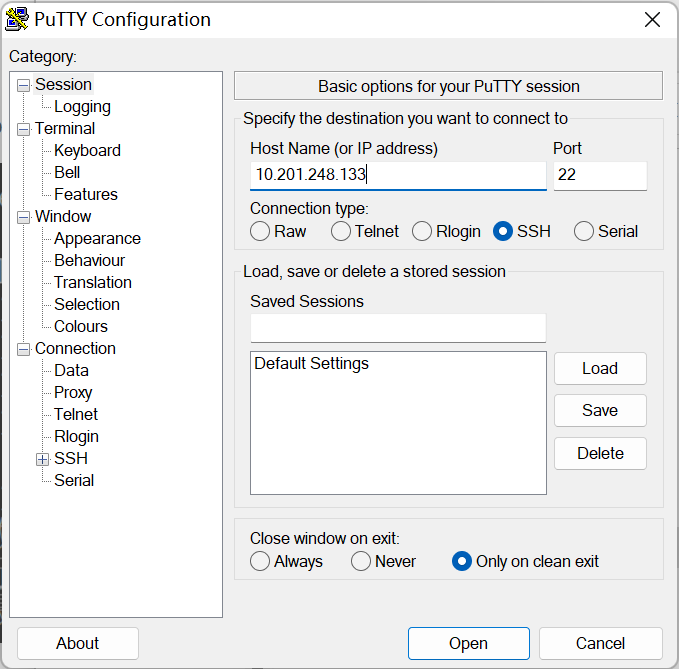 PuTTY Configuration
Category:
Session
Logging
Terminal
Keyboard
Bell
Features
Window
Appearance
Behaviour
Translation
Selection
Colours
Connection
Data
Proxy
Telnet
Rlogin
SSH
Serial
Basic options for your PuTTY session
Specify the destination you want to connect to
Host Name (or IP address) Port
10.201.248.133 22
Connection type:
Raw Telnet Rlogin SSH Serial
Load, save or delete a stored session
Saved Sessions
Default Settings
Load
Save
Delete
Close window on exit:
Always Never Only on clean exit
About Open Cancel